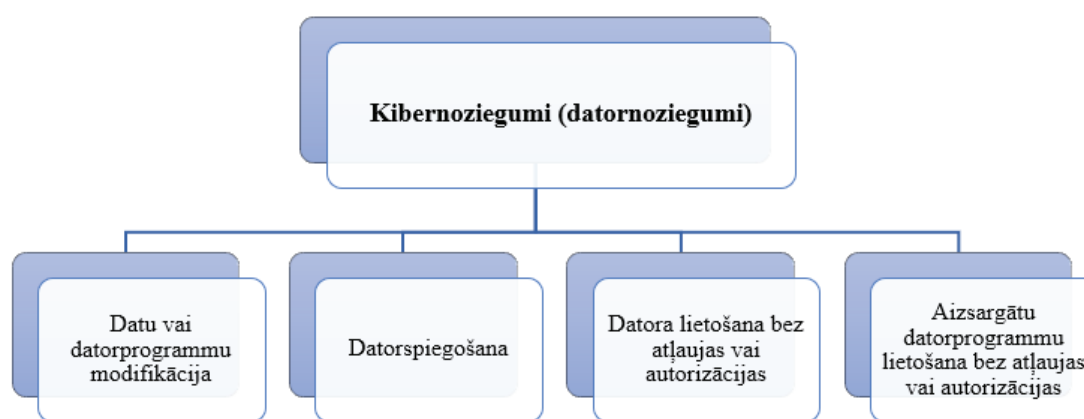 Kibernoziegumi (datornoziegumi)
Datu vai
datorprogrammu
modifikācija
Datorspiegošana
Datora lietošana bez
atļaujas vai
autorizācijas
Aizsargātu
datorprogrammu
lietošana bez atļaujas
vai autorizācijas